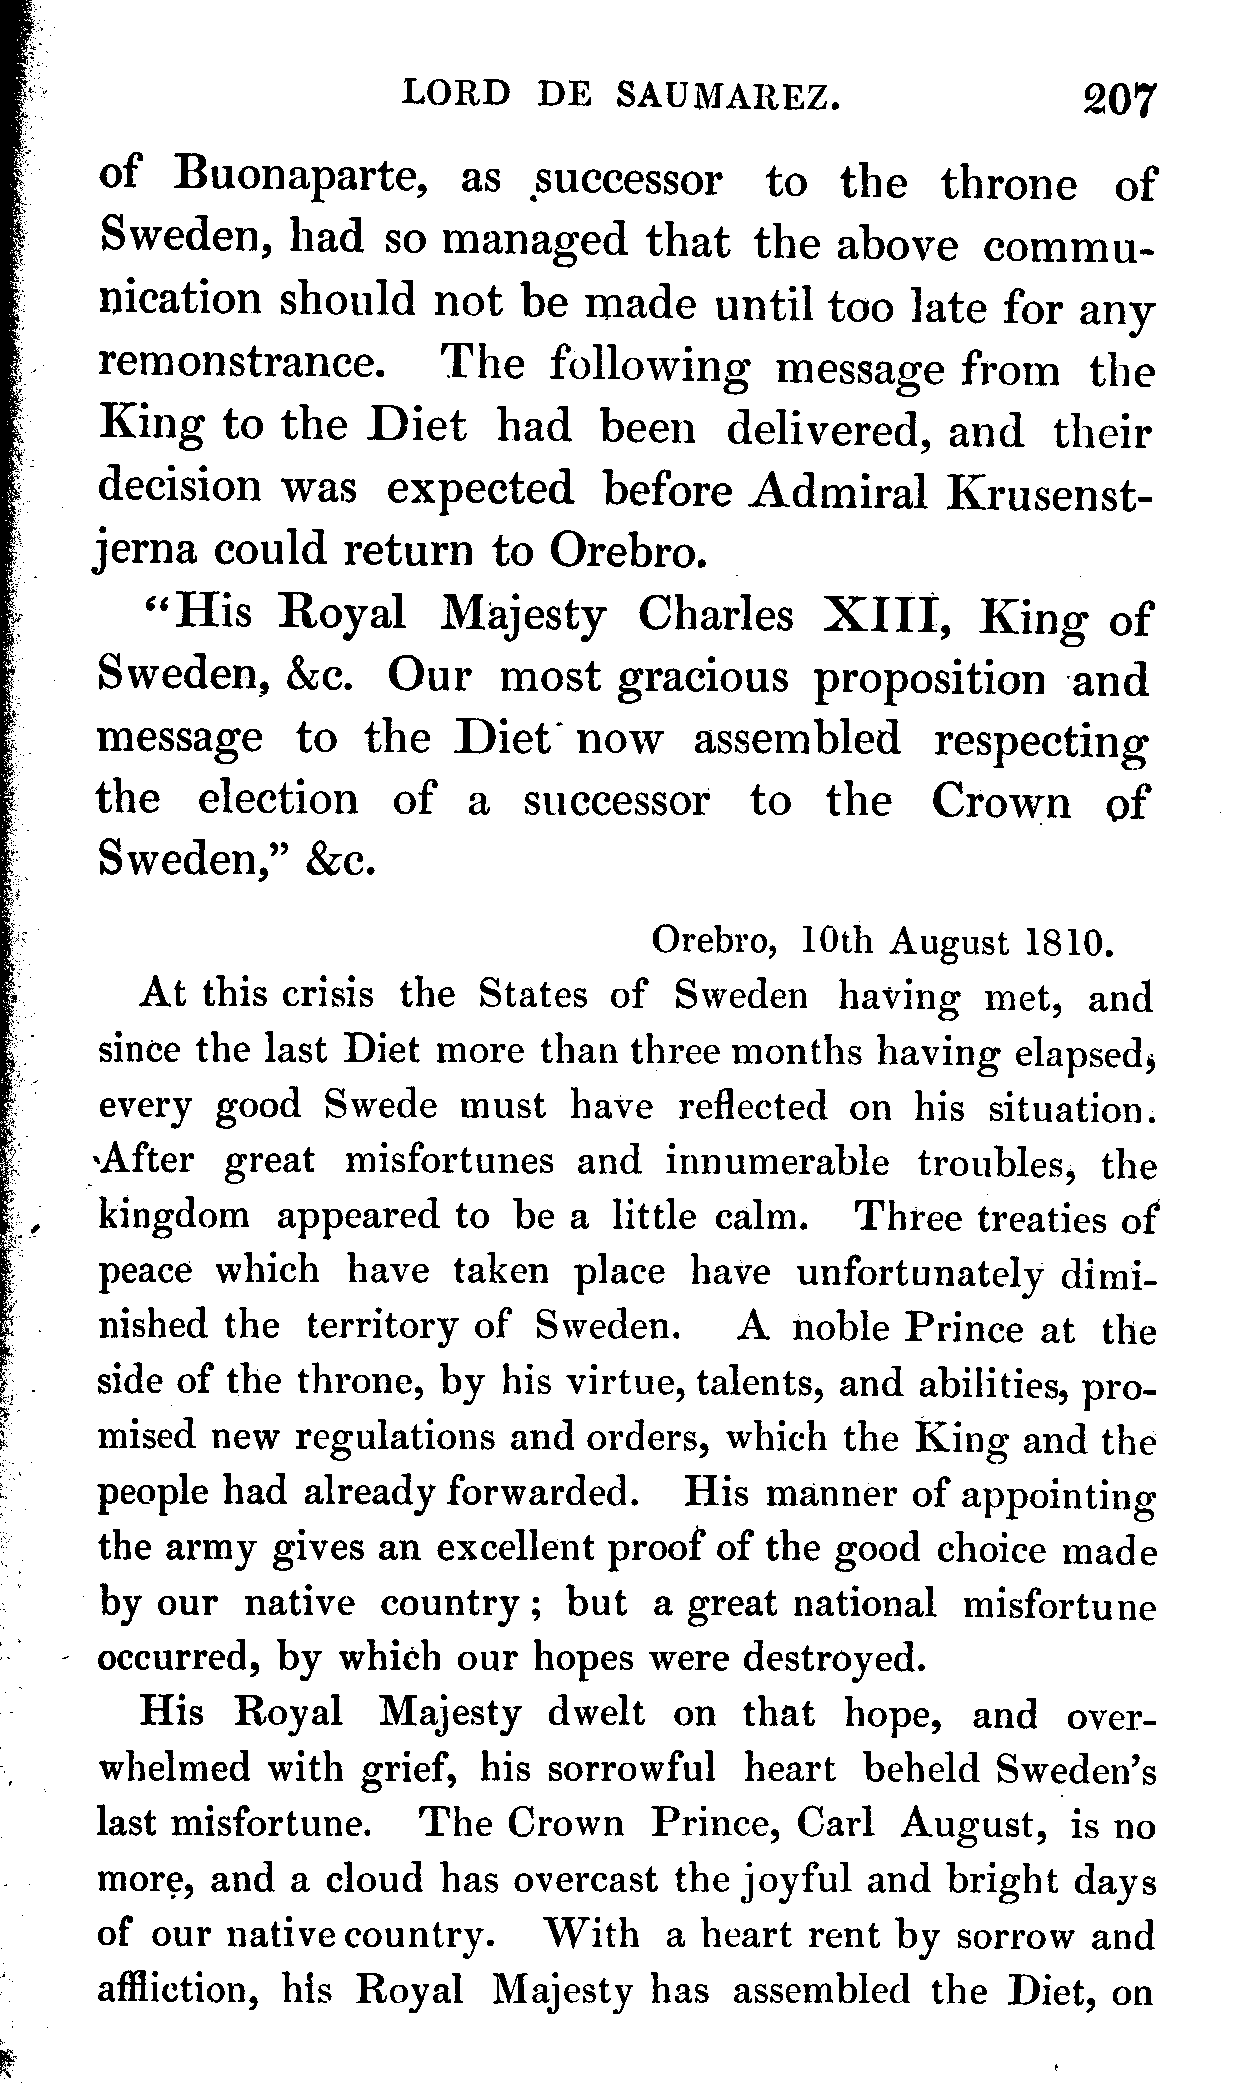 LORD DE SAUMAREZ. 207
of Buonaparte, as successor to the throne of
Sweden, had so managed that the above commu-
nication should not be made until too late for any
remonstrance. The following message from the
King to the Diet had been delivered, and their
decision was expected before Admiral Krusenst-
jerna could return to Orebro.
"His Royal Majesty Charles XIII, King of
Sweden, &c. Our most gracious proposition and
message to the Diet now assembled respecting
the election of a successor to the Crown of
Sweden," &c.
Orebro, 10th August 1810.
At this crisis the States of Sweden having met, and
since the last Diet more than three months having elapsed,
every good Swede must have reflected on his situation.
After great misfortunes and innumerable troubles, the
kingdom appeared to be a little calm. Three treaties of
peace which have taken place have unfortunately dimi-
nished the territory of Sweden. A noble Prince at the
side of the throne, by his virtue, talents, and abilities, pro-
mised new regulations and orders, which the King and the
people had already forwarded. His manner of appointing
the army gives an excellent proof of the good choice made
by our native country; but a great national misfortune
occurred, by which our hopes were destroyed.
His Royal Majesty dwelt on that hope, and over-
whelmed with grief, his sorrowful heart beheld Sweden's
last misfortune. The Crown Prince, Carl August, is no
more, and a cloud has overcast the joyful and bright days
of our native country. With a heart rent by sorrow and
affliction, his Royal Majesty has assembled the Diet, on